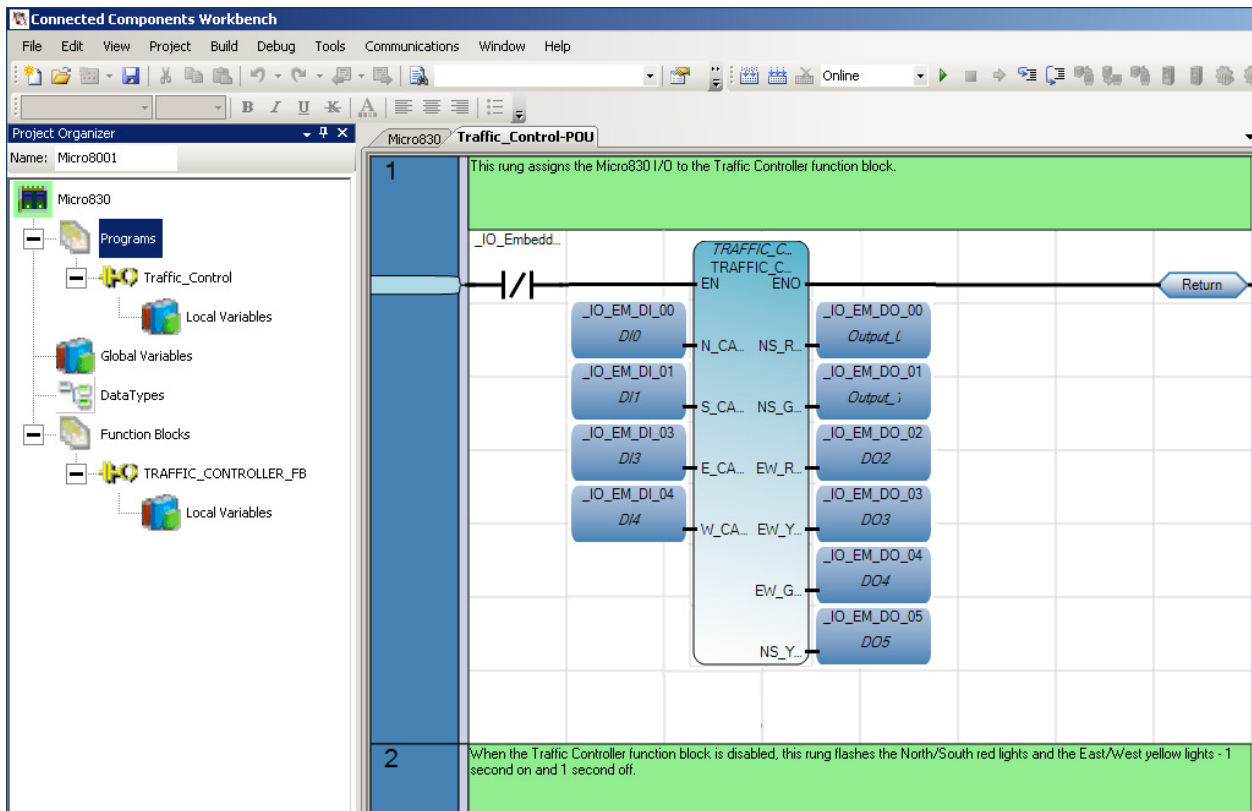 Connected Components Workbench
File Edit View Project Build Debug Tools Communications Window Help
Online
B I U K A
Project Organizer
Name: Micro8001
Micro830
Programs
Traffic_Control
Local Variables
Global Variables
DataTypes
Function Blocks
TRAFFIC_CONTROLLER_FB
Local Variables
Micro830 Traffic_Control-POU
1 This rung assigns the Micro830 I/O to the Traffic Controller function block.
_IO_Embedd...
TRAFFIC_C...
TRAFFIC_C...
EN ENO
Return
_IO_EM_DI_00 _IO_EM_DO_00
DI0 N_CA... NS_R... Output_
_IO_EM_DI_01 _IO_EM_DO_01
DI1 S_CA... NS_G... Output_
_IO_EM_DI_03 _IO_EM_DO_02
DI3 E_CA... EW_R... DO2
_IO_EM_DI_04 _IO_EM_DO_03
DI4 W_CA... EW_Y... DO3
_IO_EM_DO_04
EW_G... DO4
_IO_EM_DO_05
NS_Y... DO5
2 When the Traffic Controller function block is disabled, this rung flashes the North/South red lights and the East/West yellow lights - 1
second on and 1 second off.